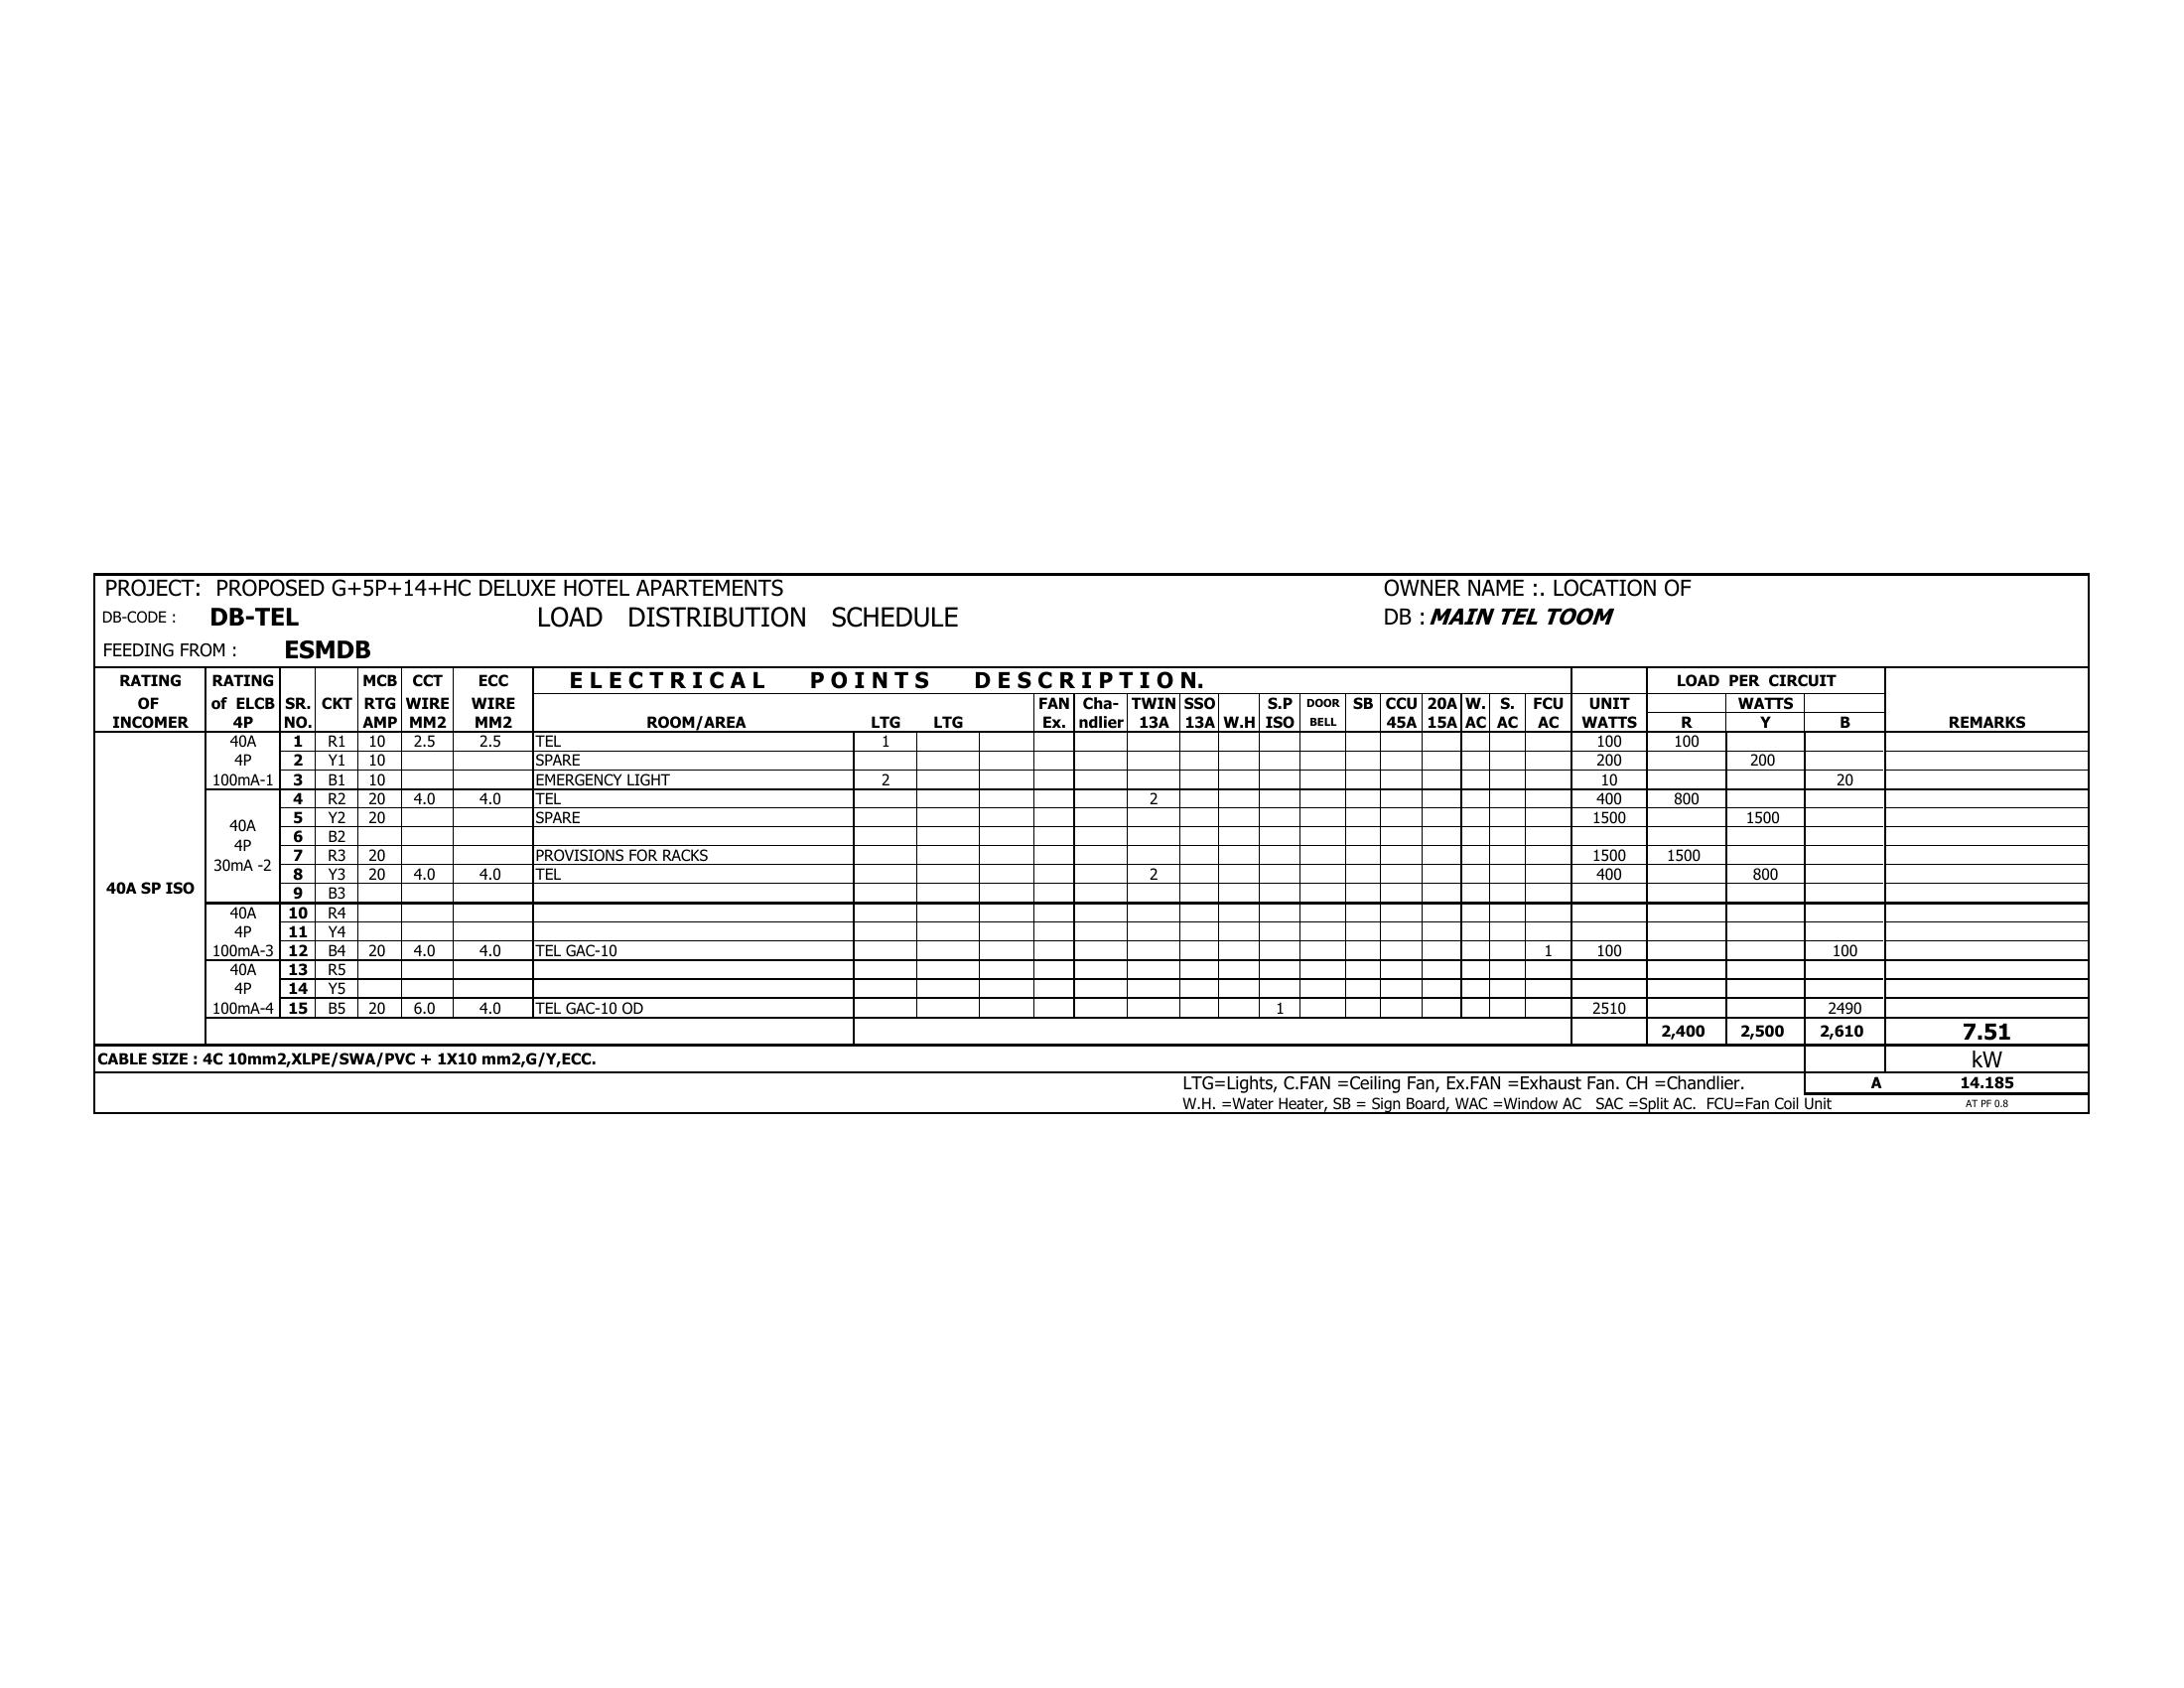 PROJECT: PROPOSED G+5P+14+HC DELUXE HOTEL APARTEMENTS OWNER NAME :. LOCATION OF
DB-CODE : DB-TEL LOAD DISTRIBUTION SCHEDULE DB : MAIN TEL TOOM
FEEDING FROM : ESMDB
RATING RATING MCB CCT ECC ELECTRICAL POINTS DESCRIPTION. LOAD PER CIRCUIT
OF of ELCB SR. CKT RTG WIRE WIRE FAN Cha- TWIN SSO S.P DOOR SB CCU 20A W. S. FCU UNIT WATTS
INCOMER 4P NO. AMP MM2 MM2 ROOM/AREA LTG LTG Ex. ndlier 13A 13A W.H ISO BELL 45A 15A AC AC AC WATTS R Y B REMARKS
40A 1 R1 10 2.5 2.5 TEL 1 100 100
4P 2 Y1 10 SPARE 200 200
100mA-1 3 B1 10 EMERGENCY LIGHT 2 10 20
4 R2 20 4.0 4.0 TEL 2 400 800
40A 5 Y2 20 SPARE 1500 1500
4P 6 B2
30mA -2 7 R3 20 PROVISIONS FOR RACKS 1500 1500
8 Y3 20 4.0 4.0 TEL 2 400 800
40A SP ISO 9 B3
40A 10 R4
4P 11 Y4
100mA-3 12 B4 20 4.0 4.0 TEL GAC-10 1 100 100
40A 13 R5
4P 14 Y5
100mA-4 15 B5 20 6.0 4.0 TEL GAC-10 OD 1 2510 2490
2,400 2,500 2,610 7.51
CABLE SIZE : 4C 10mm2,XLPE/SWA/PVC + 1X10 mm2,G/Y,ECC. kW
LTG=Lights, C.FAN =Ceiling Fan, Ex.FAN =Exhaust Fan. CH =Chandlier. A 14.185
W.H. =Water Heater, SB = Sign Board, WAC =Window AC SAC =Split AC. FCU=Fan Coil Unit AT PF 0.8